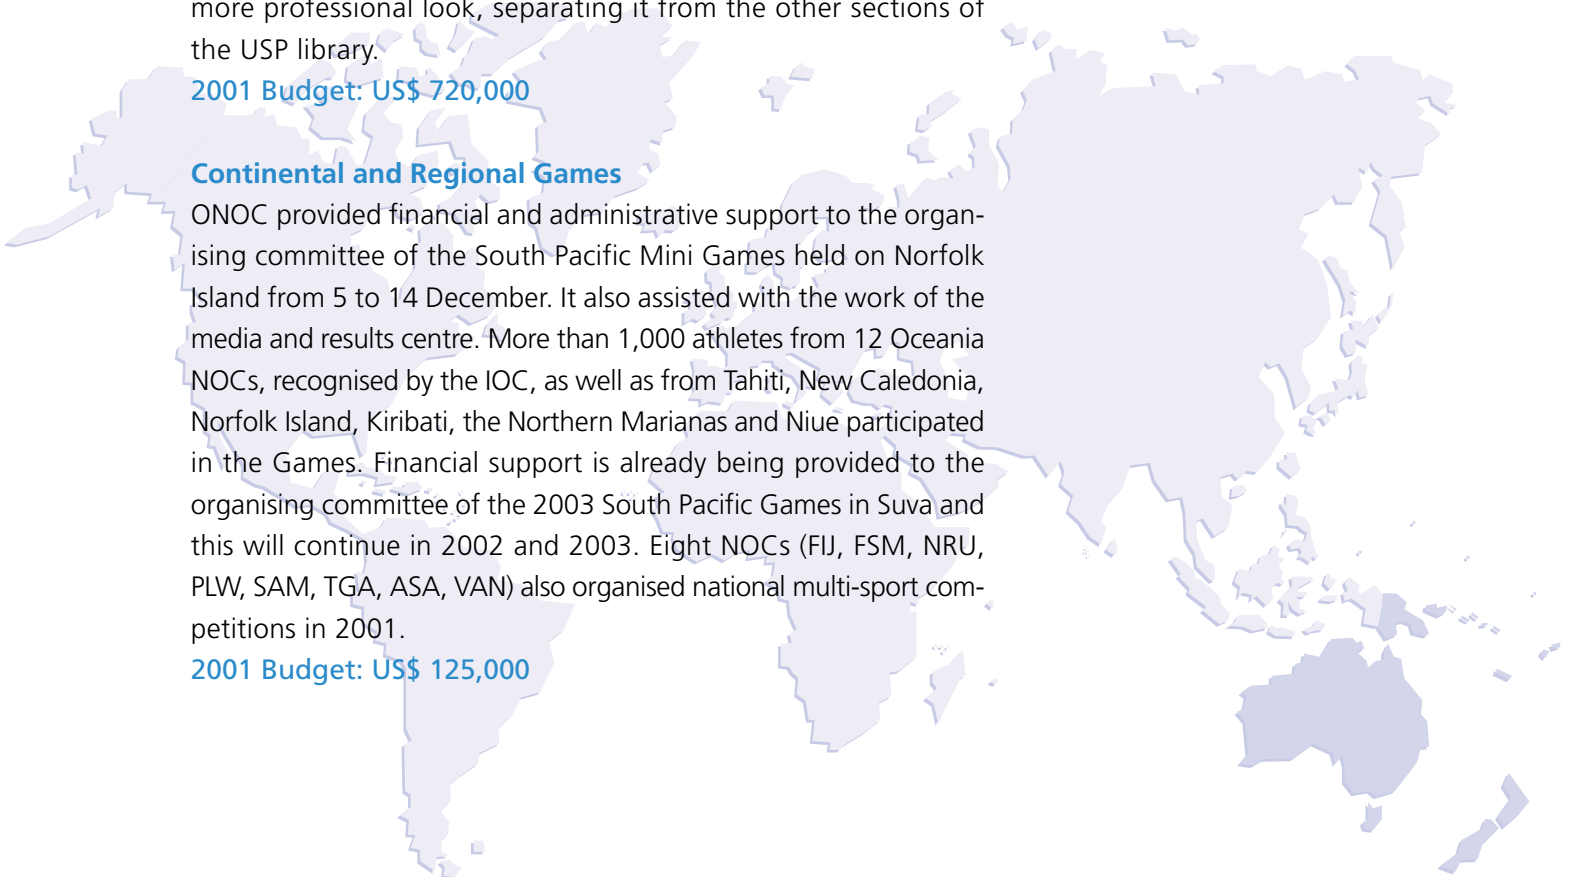 more professional look, separating it from the other sections of
the USP library.
2001 Budget: US$ 720,000
Continental and Regional Games
ONOC provided financial and administrative support to the organ-
ising committee of the South Pacific Mini Games held on Norfolk
Island from 5 to 14 December. It also assisted with the work of the
media and results centre. More than 1,000 athletes from 12 Oceania
NOCs, recognised by the IOC, as well as from Tahiti, New Caledonia,
Norfolk Island, Kiribati, the Northern Marianas and Niue participated
in the Games. Financial support is already being provided to the
organising committee of the 2003 South Pacific Games in Suva and
this will continue in 2002 and 2003. Eight NOCs (FIJ, FSM, NRU,
PLW, SAM, TGA, ASA, VAN) also organised national multi-sport com-
petitions in 2001.
2001 Budget: US$ 125,000